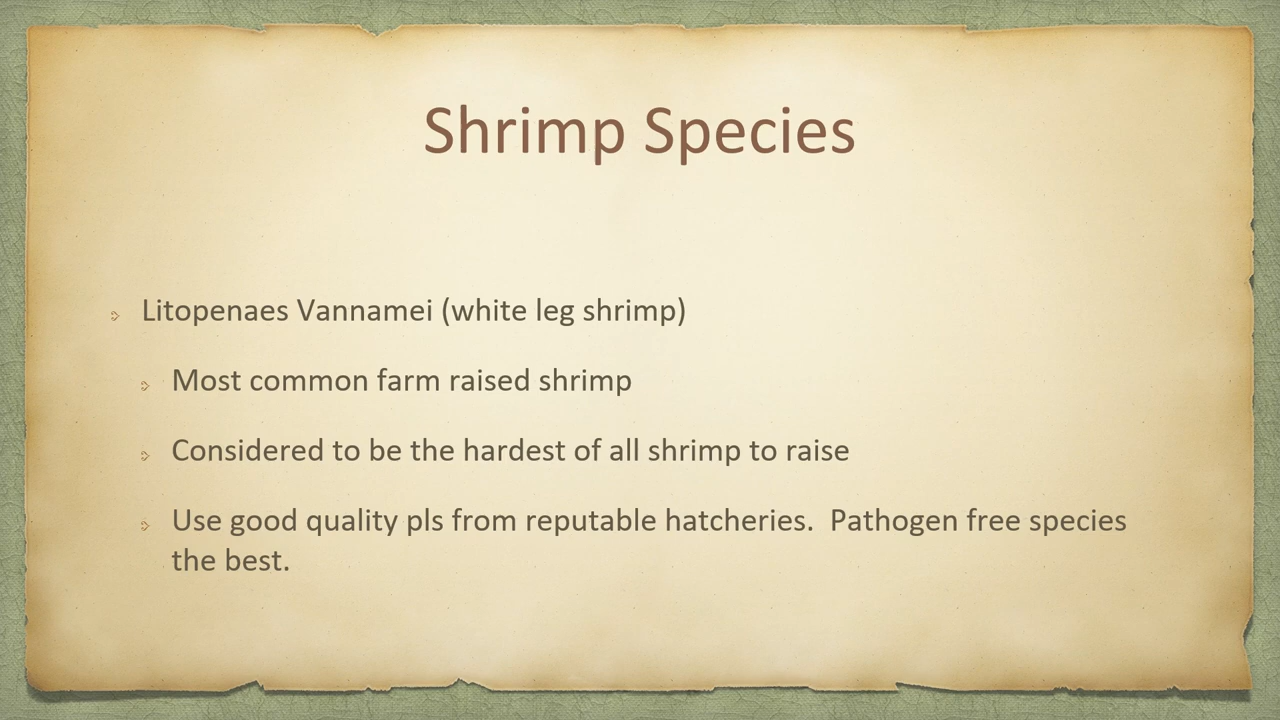 Shrimp Species
Litopenaes Vannamei (white leg shrimp)
Most common farm raised shrimp
Considered to be the hardest of all shrimp to raise
Use good quality pls from reputable hatcheries.  Pathogen free species
the best.